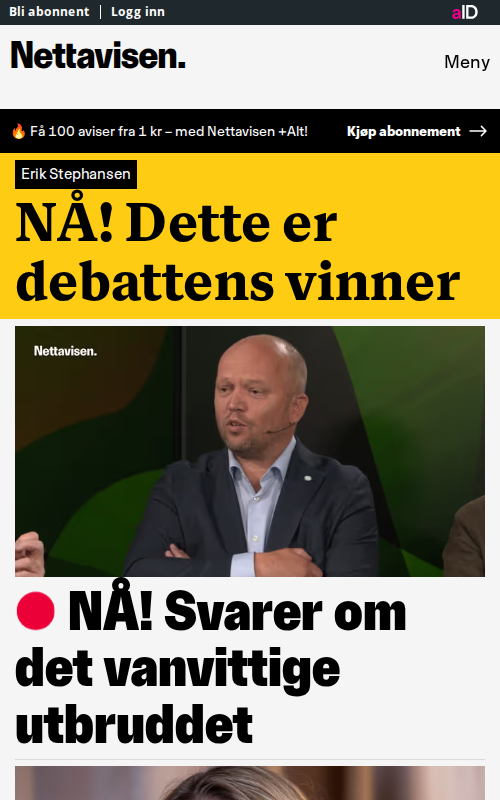 Bli abonnent | Logg inn
aID
Nettavisen.
Meny
🔥 Få 100 aviser fra 1 kr – med Nettavisen +Alt!
Kjøp abonnement →
Erik Stephansen
NÅ! Dette er
debattens vinner
Nettavisen.
NÅ! Svarer om
det vanvittige
utbruddet